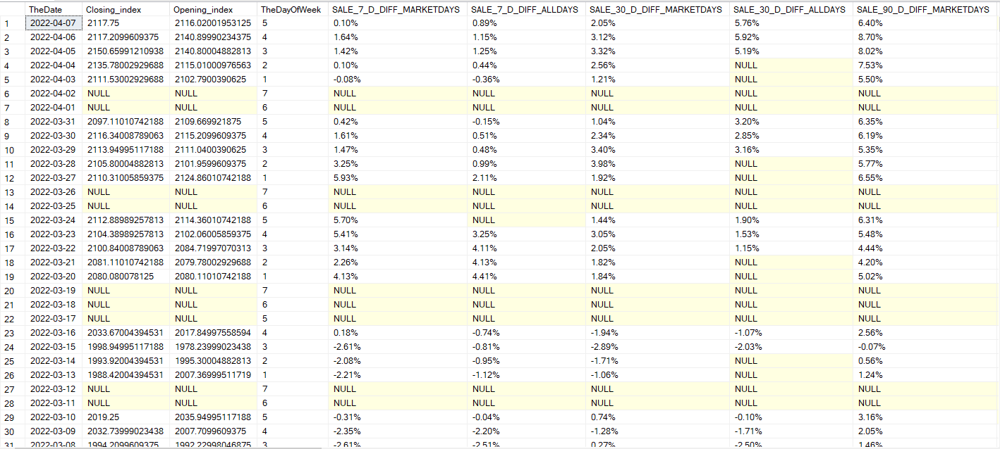 TheDate Closing_index Opening_index TheDayOfWeek SALE_7_D_DIFF_MARKETDAYS SALE_7_D_DIFF_ALLDAYS SALE_30_D_DIFF_MARKETDAYS SALE_30_D_DIFF_ALLDAYS SALE_90_D_DIFF_MARKETDAYS
1 2022-04-07 2117.75 2116.02001953125 5 0.10% 0.89% 2.05% 5.76% 6.40%
2 2022-04-06 2117.2099609375 2140.89990234375 4 1.64% 1.15% 3.12% 5.92% 8.70%
3 2022-04-05 2150.65991210938 2140.80004882813 3 1.42% 1.25% 3.32% 5.19% 8.02%
4 2022-04-04 2135.78002929688 2115.01000976563 2 0.10% 0.44% 2.56% NULL 7.53%
5 2022-04-03 2111.53002929688 2102.7900390625 1 -0.08% -0.36% 1.21% NULL 5.50%
6 2022-04-02 NULL NULL 7 NULL NULL NULL NULL NULL
7 2022-04-01 NULL NULL 6 NULL NULL NULL NULL NULL
8 2022-03-31 2097.11010742188 2109.669921875 5 0.42% -0.15% 1.04% 3.20% 6.35%
9 2022-03-30 2116.34008789063 2115.2099609375 4 1.61% 0.51% 2.34% 2.85% 6.19%
10 2022-03-29 2113.94995117188 2111.0400390625 3 1.47% 0.48% 3.40% 3.16% 5.35%
11 2022-03-28 2105.80004882813 2101.9599609375 2 3.25% 0.99% 3.98% NULL 5.77%
12 2022-03-27 2110.31005859375 2124.86010742188 1 5.93% 2.11% 1.92% NULL 6.55%
13 2022-03-26 NULL NULL 7 NULL NULL NULL NULL NULL
14 2022-03-25 NULL NULL 6 NULL NULL NULL NULL NULL
15 2022-03-24 2112.88989257813 2114.36010742188 5 5.70% NULL 1.44% 1.90% 6.31%
16 2022-03-23 2104.38989257813 2102.06005859375 4 5.41% 3.25% 3.05% 1.53% 5.48%
17 2022-03-22 2100.84008789063 2084.71997070313 3 3.14% 4.11% 2.05% 1.15% 4.44%
18 2022-03-21 2081.11010742188 2079.78002929688 2 2.26% 4.13% 1.82% NULL 4.20%
19 2022-03-20 2080.080078125 2080.11010742188 1 4.13% 4.41% 1.84% NULL 5.02%
20 2022-03-19 NULL NULL 7 NULL NULL NULL NULL NULL
21 2022-03-18 NULL NULL 6 NULL NULL NULL NULL NULL
22 2022-03-17 NULL NULL 5 NULL NULL NULL NULL NULL
23 2022-03-16 2033.67004394531 2017.84997558594 4 0.18% -0.74% -1.94% -1.07% 2.56%
24 2022-03-15 1998.94995117188 1978.23999023438 3 -2.61% -0.81% -2.89% -2.03% -0.07%
25 2022-03-14 1993.92004394531 1995.30004882813 2 -2.08% -0.95% -1.71% NULL 0.56%
26 2022-03-13 1988.42004394531 2007.36999511719 1 -2.21% -1.12% -1.06% NULL 1.24%
27 2022-03-12 NULL NULL 7 NULL NULL NULL NULL NULL
28 2022-03-11 NULL NULL 6 NULL NULL NULL NULL NULL
29 2022-03-10 2019.25 2035.94995117188 5 -0.31% -0.04% 0.74% -0.10% 3.16%
30 2022-03-09 2032.73999023438 2007.7099609375 4 -2.35% -2.20% -1.28% -1.71% 2.05%
31 2022-03-08 1994.2099609375 1992.22998046875 3 -2.61% -2.51% 0.27% -2.50% 1.46%